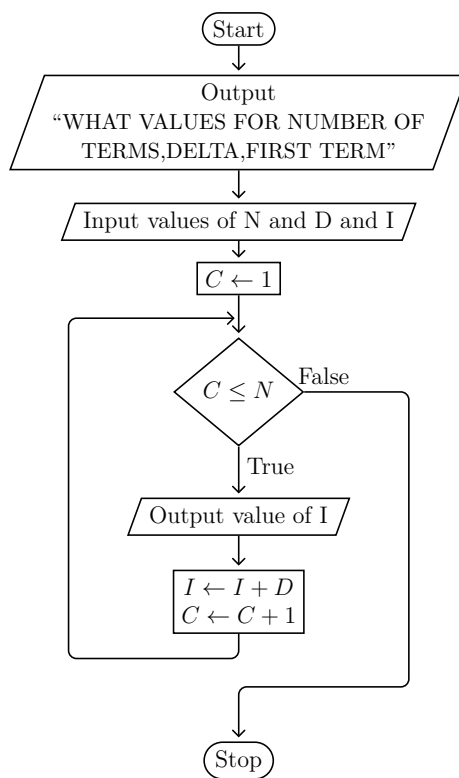 Start
Output
“WHAT VALUES FOR NUMBER OF
TERMS,DELTA,FIRST TERM”
Input values of N and D and I
C ← 1
C ≤ N
False
True
Output value of I
I ← I + D
C ← C + 1
Stop